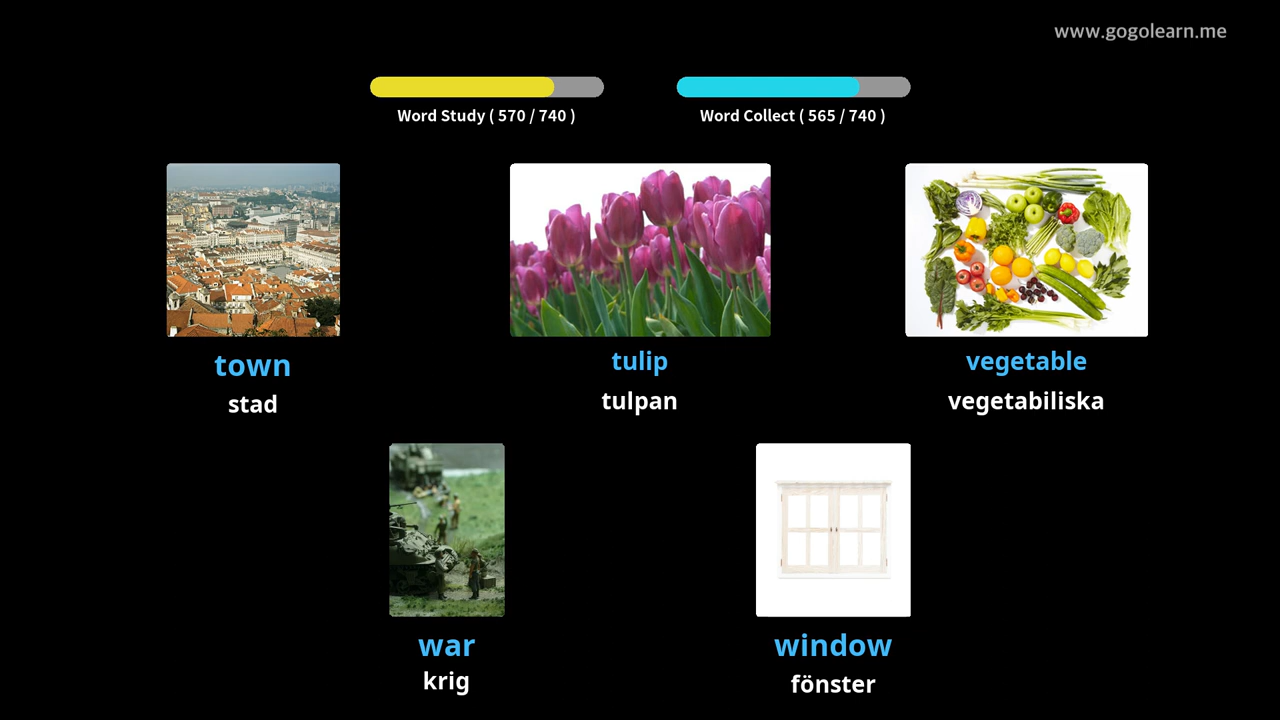 www.gogolearn.me
Word Study ( 570 / 740 )
Word Collect ( 565 / 740 )
town
stad
tulip
tulpan
vegetable
vegetabiliska
war
krig
window
fönster